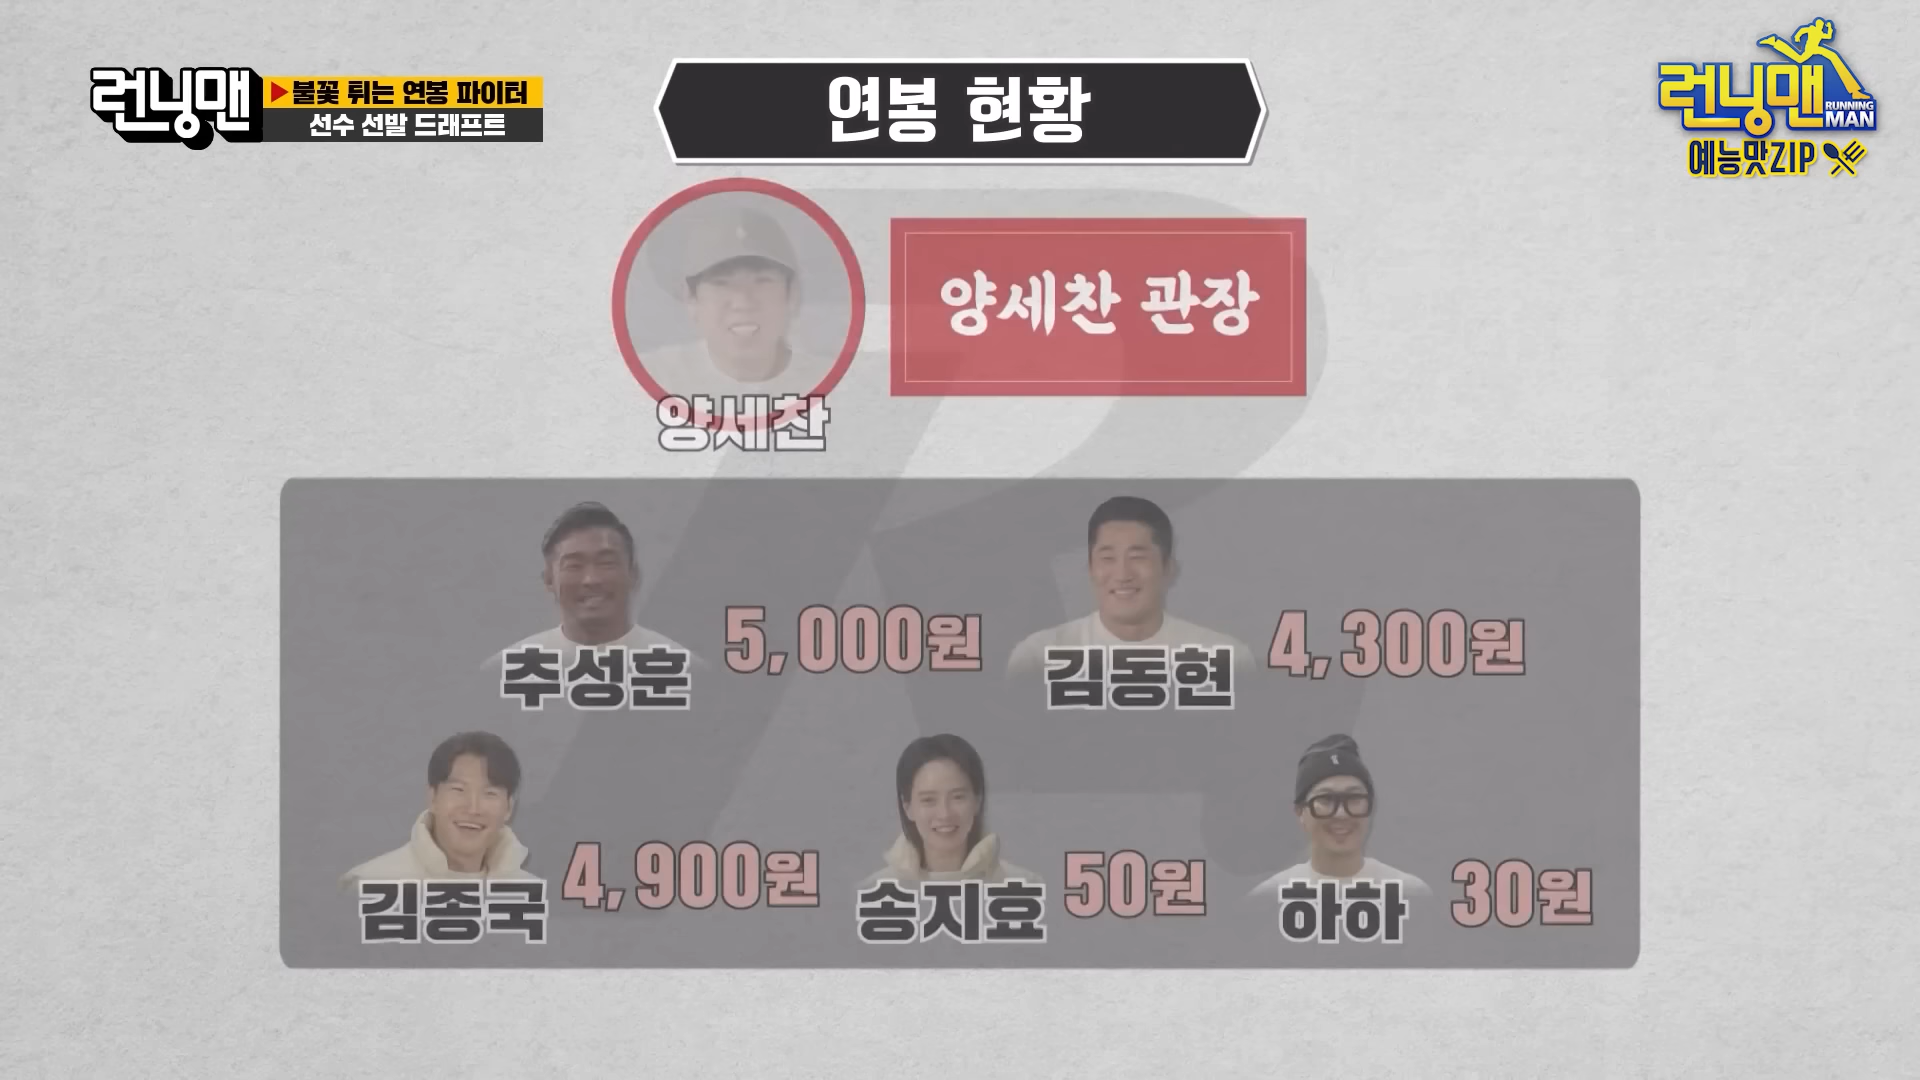 런닝맨
▶불꽃 튀는 연봉 파이터
선수 선발 드래프트
연봉 현황
런닝맨
RUNNING
MAN
예능맛ZIP
양세찬
양세찬 관장
추성훈 5,000원
김동현 4,300원
김종국 4,900원
송지효 50원
하하 30원